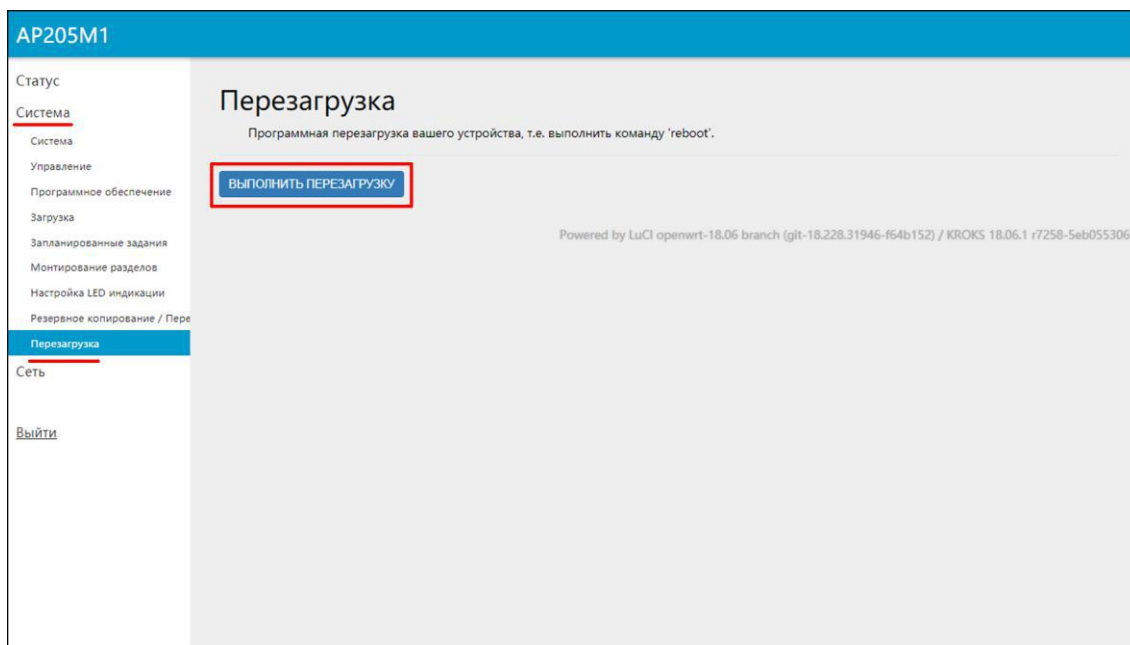 AP205M1
Статус
Система
Система
Управление
Программное обеспечение
Загрузка
Запланированные задания
Монтирование разделов
Настройка LED индикации
Резервное копирование / Пере
Перезагрузка
Сеть
Выйти
Перезагрузка
Программная перезагрузка вашего устройства, т.е. выполнить команду 'reboot'.
ВЫПОЛНИТЬ ПЕРЕЗАГРУЗКУ
Powered by LuCI openwrt-18.06 branch (git-18.228.31946-f64b152) / KROKS 18.06.1 r7258-5eb055306